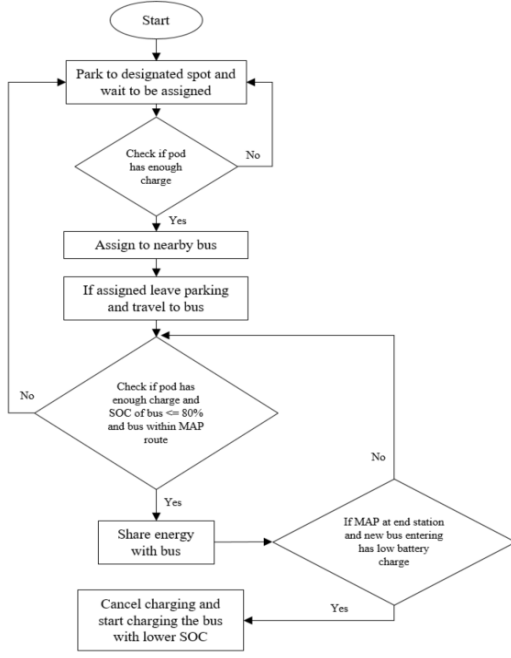 Start
Park to designated spot and
wait to be assigned
Check if pod
has enough
charge
No
Yes
Assign to nearby bus
If assigned leave parking
and travel to bus
Check if pod has
enough charge and
SOC of bus <= 80%
and bus within MAP
route
No
No
Yes
Share energy
with bus
If MAP at end station
and new bus entering
has low battery
charge
Yes
Cancel charging and
start charging the bus
with lower SOC